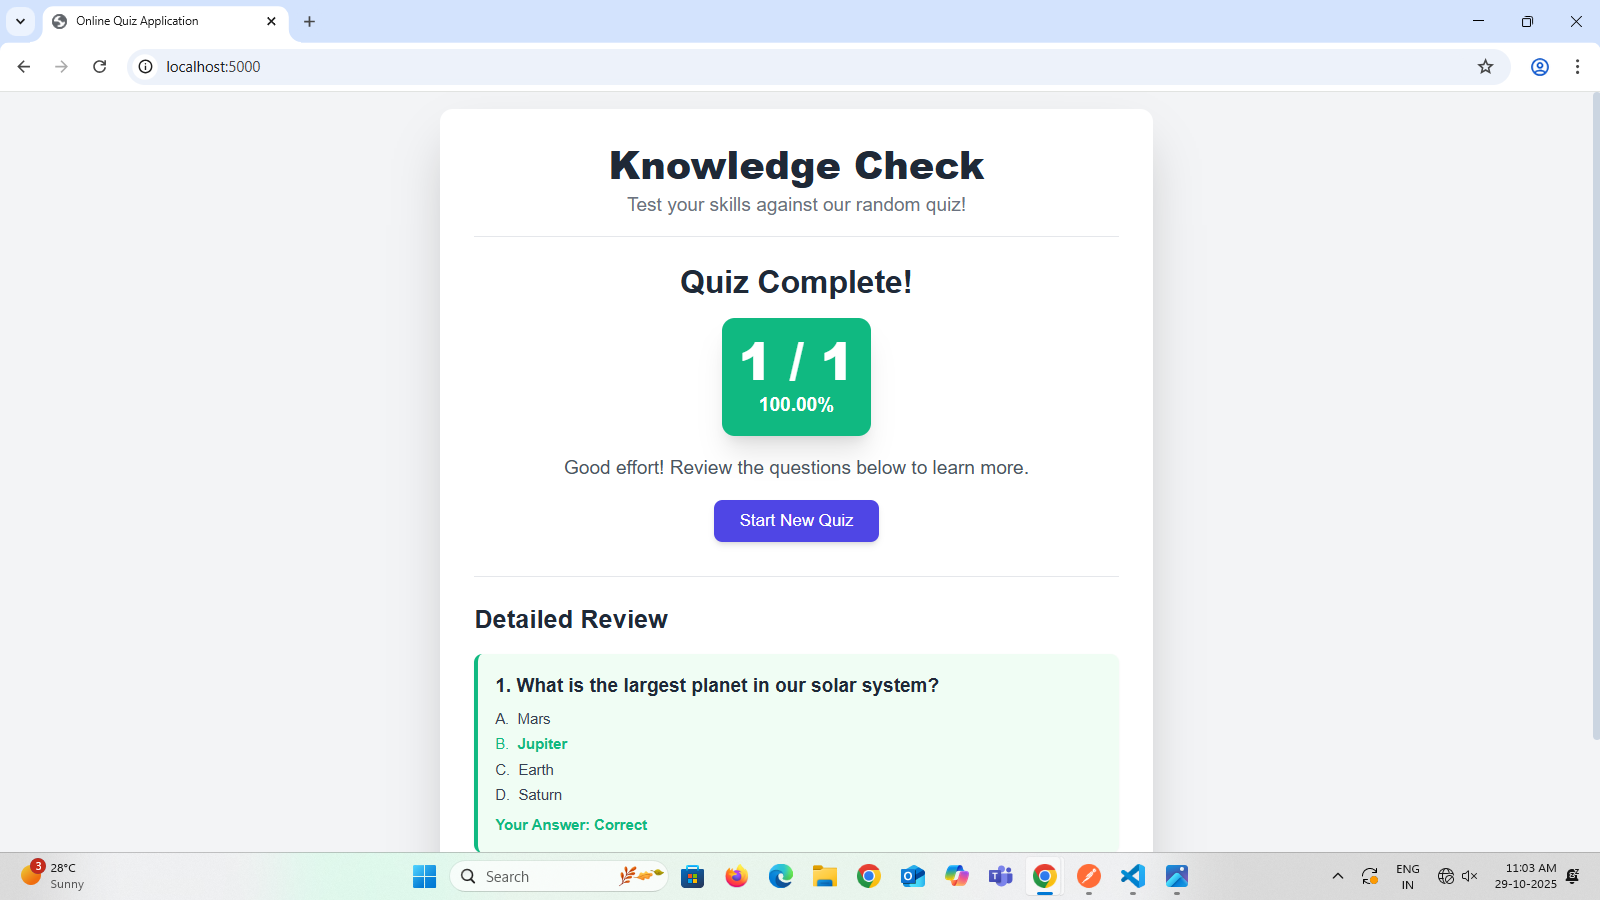 Online Quiz Application
localhost:5000
Knowledge Check
Test your skills against our random quiz!
Quiz Complete!
1 / 1
100.00%
Good effort! Review the questions below to learn more.
Start New Quiz
Detailed Review
1. What is the largest planet in our solar system?
A. Mars
B. Jupiter
C. Earth
D. Saturn
Your Answer: Correct
3
28°C
Sunny
Search
ENG
IN
11:03 AM
29-10-2025